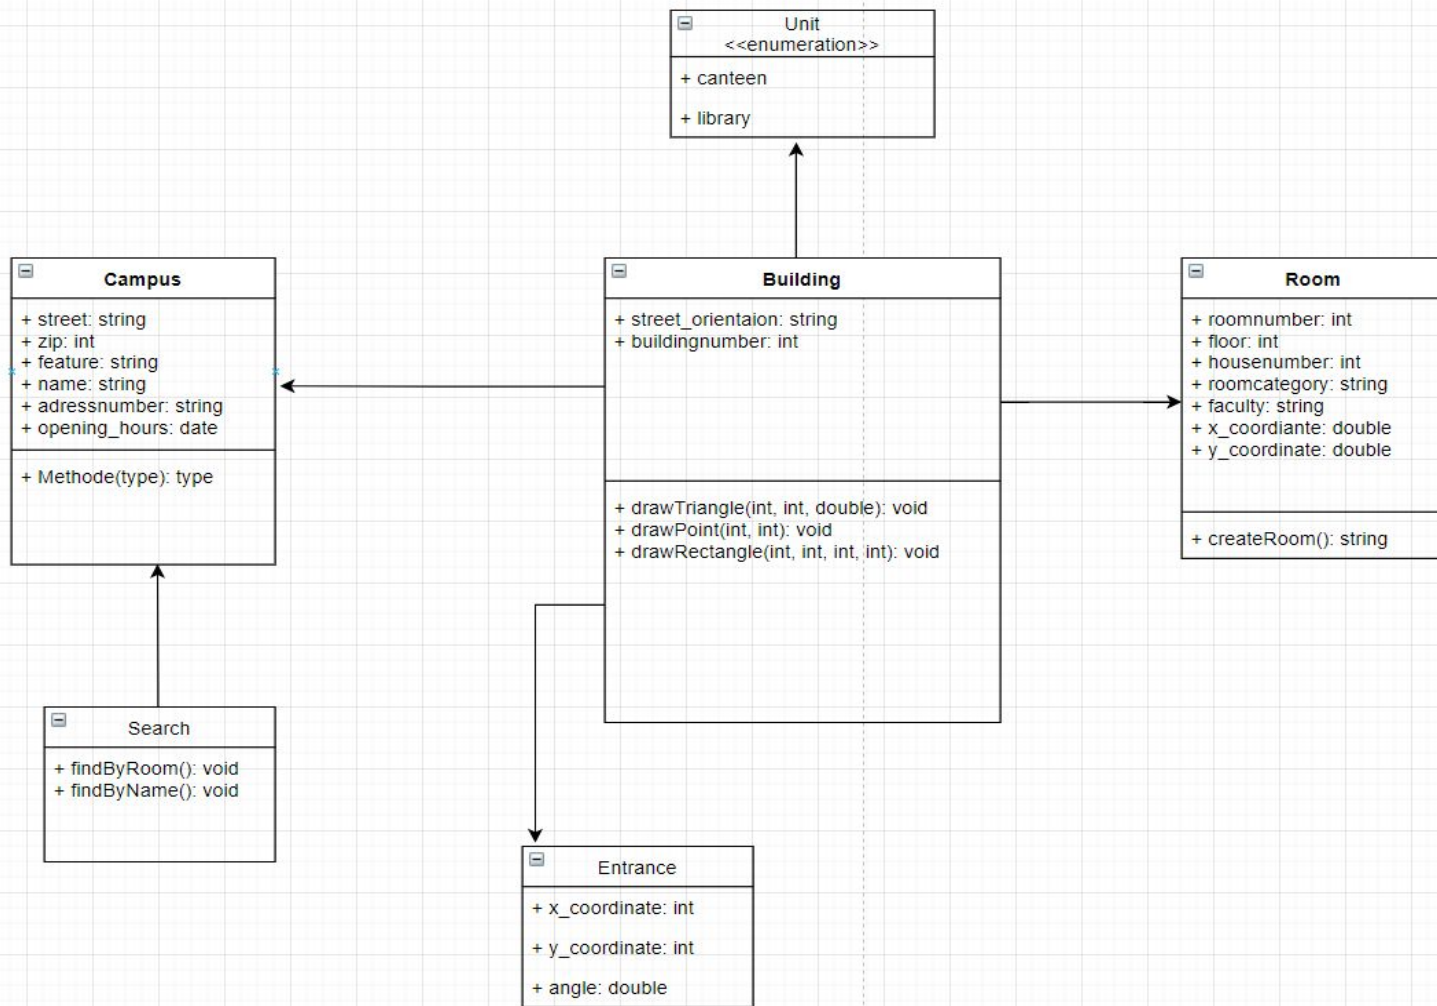 Unit
<<enumeration>>
+ canteen
+ library
Campus
+ street: string
+ zip: int
+ feature: string
+ name: string
+ adressnumber: string
+ opening_hours: date
+ Methode(type): type
Building
+ street_orientaion: string
+ buildingnumber: int
+ drawTriangle(int, int, double): void
+ drawPoint(int, int): void
+ drawRectangle(int, int, int, int): void
Room
+ roomnumber: int
+ floor: int
+ housenumber: int
+ roomcategory: string
+ faculty: string
+ x_coordiante: double
+ y_coordinate: double
+ createRoom(): string
Search
+ findByRoom(): void
+ findByName(): void
Entrance
+ x_coordinate: int
+ y_coordinate: int
+ angle: double